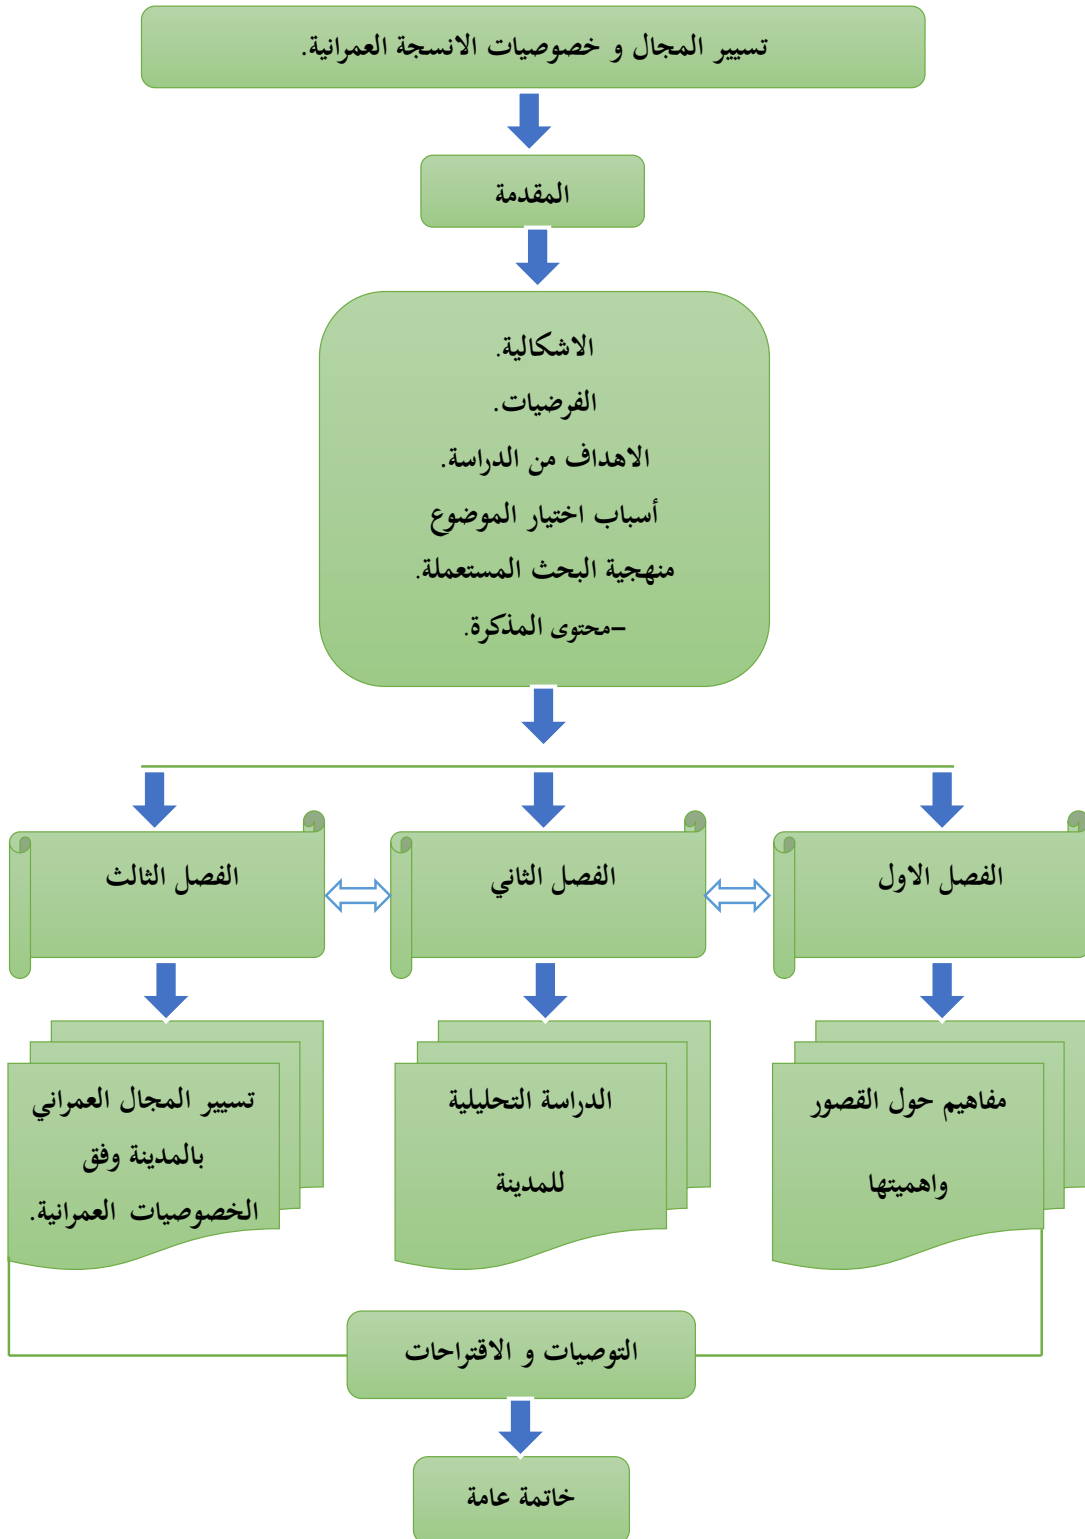 تسيير المجال و خصوصيات الانسجة العمرانية.
المقدمة
الاشكالية.
الفرضيات.
الاهداف من الدراسة.
أسباب اختيار الموضوع
منهجية البحث المستعملة.
–محتوى المذكرة.
الفصل الاول
الفصل الثاني
الفصل الثالث
مفاهيم حول القصور
واهميتها
الدراسة التحليلية
للمدينة
تسيير المجال العمراني
بالمدينة وفق
الخصوصيات العمرانية.
التوصيات و الاقتراحات
خاتمة عامة